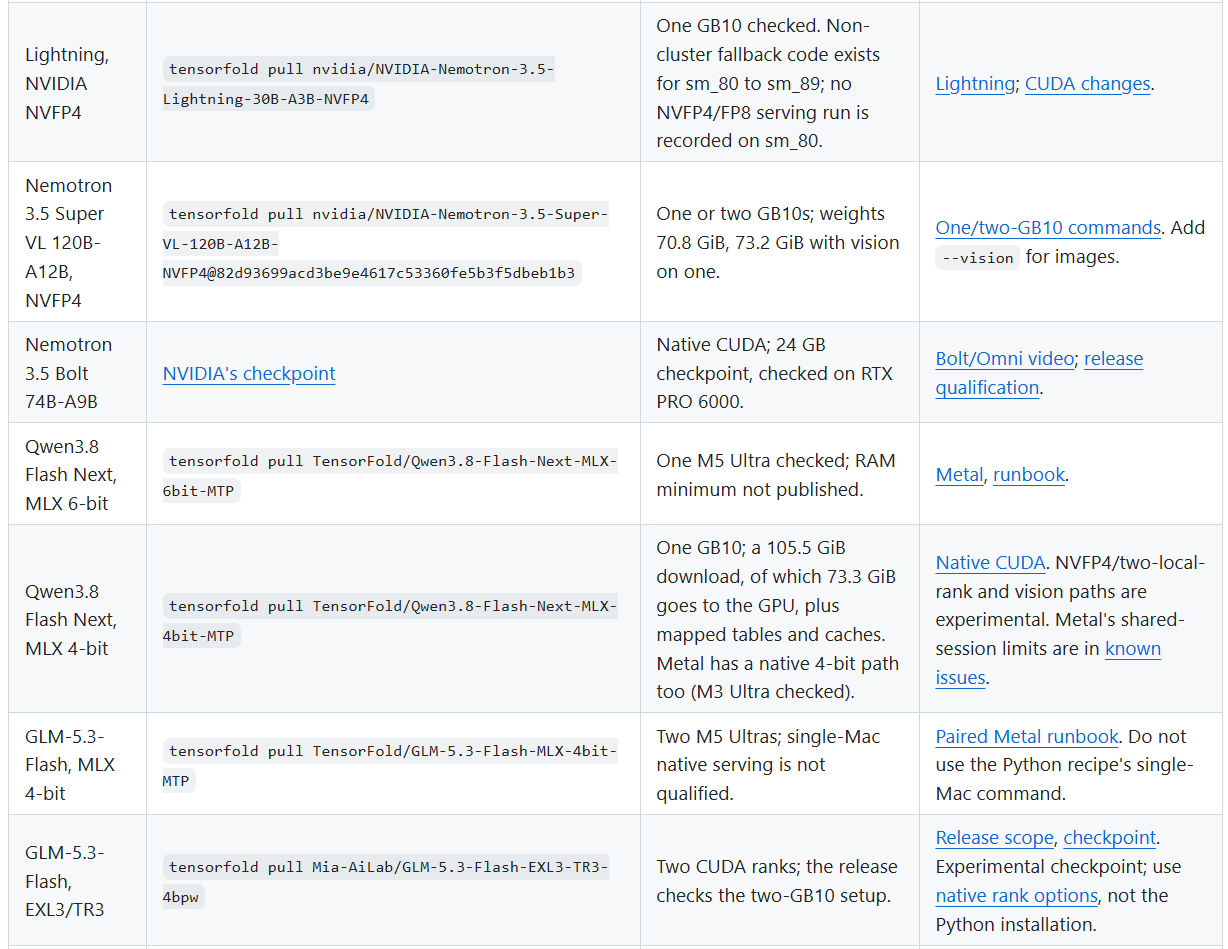 Lightning,
NVIDIA
NVFP4
tensorfold pull nvidia/NVIDIA-Nemotron-3.5-
Lightning-30B-A3B-NVFP4
One GB10 checked. Non-
cluster fallback code exists
for sm_80 to sm_89; no
NVFP4/FP8 serving run is
recorded on sm_80.
Lightning; CUDA changes.
Nemotron
3.5 Super
VL 120B-
A12B,
NVFP4
tensorfold pull nvidia/NVIDIA-Nemotron-3.5-Super-
VL-120B-A12B-
NVFP4@82d93699acd3be9e4617c53360fe5b3f5dbeb1b3
One or two GB10s; weights
70.8 GiB, 73.2 GiB with vision
on one.
One/two-GB10 commands. Add
--vision for images.
Nemotron
3.5 Bolt
74B-A9B
NVIDIA's checkpoint
Native CUDA; 24 GB
checkpoint, checked on RTX
PRO 6000.
Bolt/Omni video; release
qualification.
Qwen3.8
Flash Next,
MLX 6-bit
tensorfold pull TensorFold/Qwen3.8-Flash-Next-MLX-
6bit-MTP
One M5 Ultra checked; RAM
minimum not published.
Metal, runbook.
Qwen3.8
Flash Next,
MLX 4-bit
tensorfold pull TensorFold/Qwen3.8-Flash-Next-MLX-
4bit-MTP
One GB10; a 105.5 GiB
download, of which 73.3 GiB
goes to the GPU, plus
mapped tables and caches.
Metal has a native 4-bit path
too (M3 Ultra checked).
Native CUDA. NVFP4/two-local-
rank and vision paths are
experimental. Metal's shared-
session limits are in known
issues.
GLM-5.3-
Flash, MLX
4-bit
tensorfold pull TensorFold/GLM-5.3-Flash-MLX-4bit-
MTP
Two M5 Ultras; single-Mac
native serving is not
qualified.
Paired Metal runbook. Do not
use the Python recipe's single-
Mac command.
GLM-5.3-
Flash,
EXL3/TR3
tensorfold pull Mia-AiLab/GLM-5.3-Flash-EXL3-TR3-
4bpw
Two CUDA ranks; the release
checks the two-GB10 setup.
Release scope, checkpoint.
Experimental checkpoint; use
native rank options, not the
Python installation.